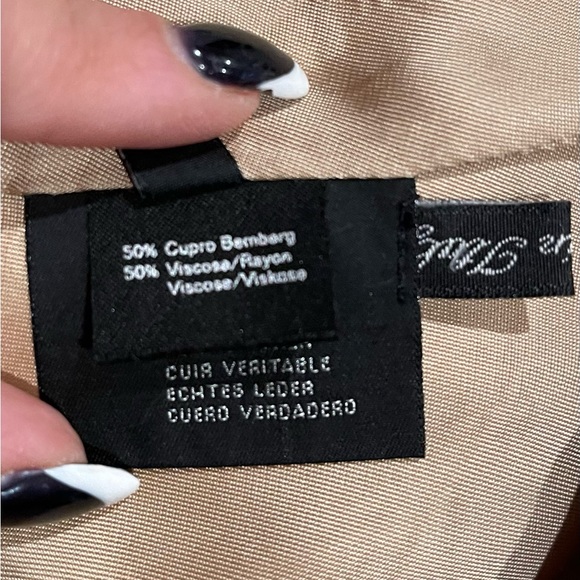 50% Cupro Bemberg
50% Viscose/Rayon
Viscose/Viskose
CUIR VERITABLE
ECHTES LEDER
CUERO VERDADERO